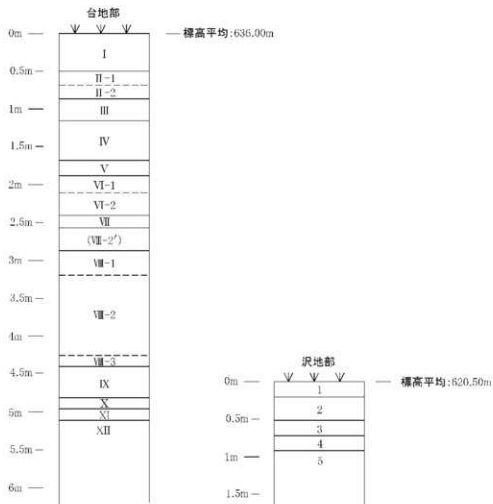 台地部
0m
標高平均:636.00m
I
0.5m
II-1
II-2
1m
III
1.5m
IV
V
2m
VI-1
VI-2
2.5m
VII
(VIII-2')
3m
VIII-1
3.5m
VIII-2
4m
VIII-3
4.5m
IX
X
5m
XI
XII
5.5m
6m
沢地部
0m
標高平均:620.50m
1
2
0.5m
3
4
1m
5
1.5m